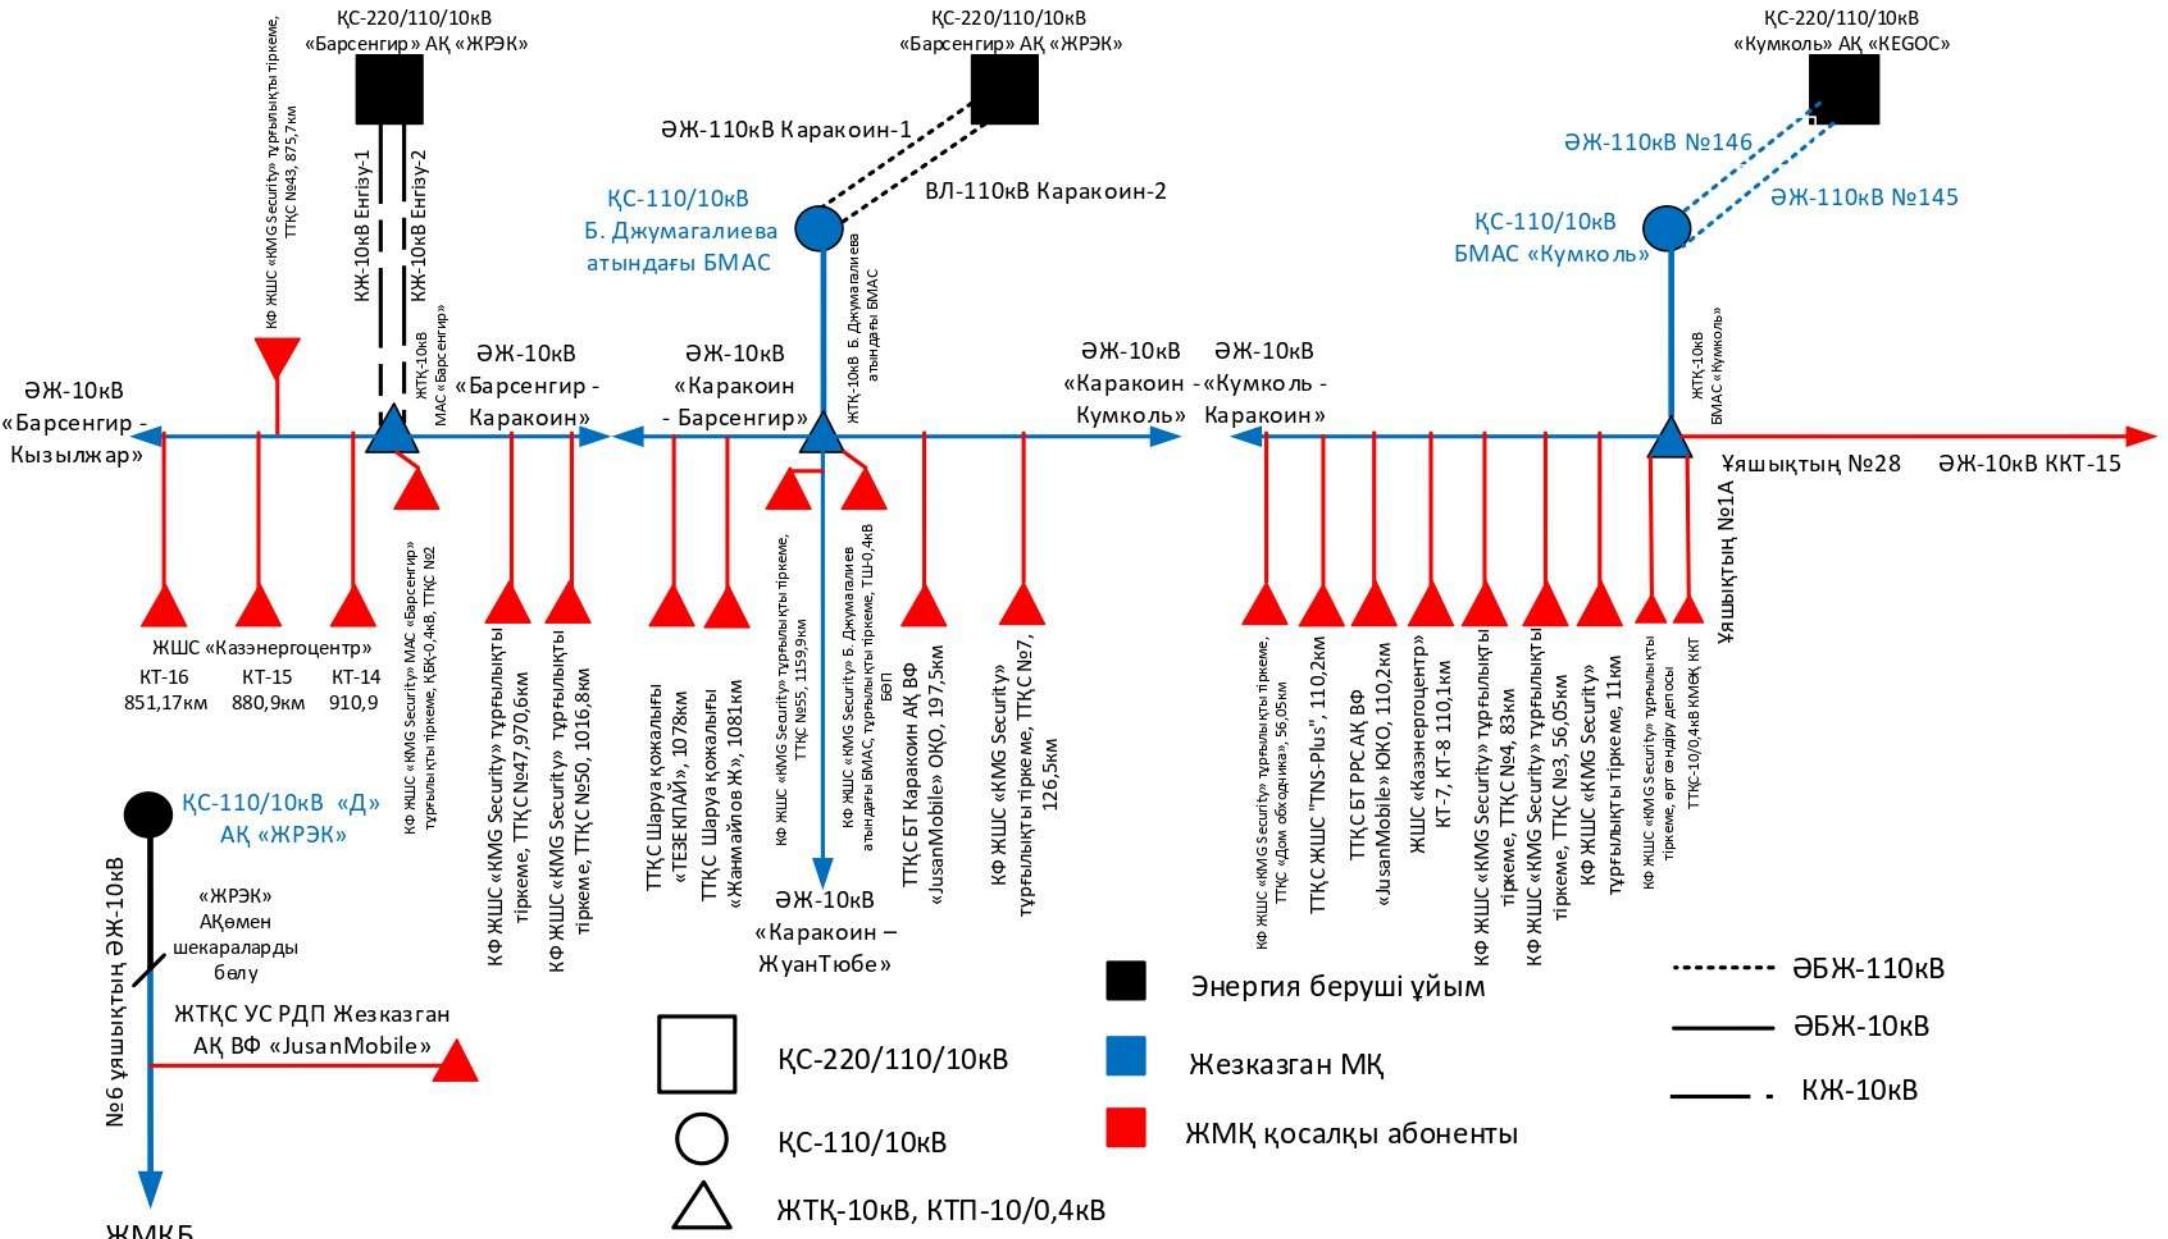 ҚС-220/110/10кВ
«Барсенгир» АҚ «ЖРЭК»
КФ ЖШС «KMG Security» тұрғылықты тіркеме,
ТТҚС №43, 875,7км
КЖ-10кВ Енгізу-1
КЖ-10кВ Енгізу-2
ЖТҚ-10кВ
МАС «Барсенгир»
ӘЖ-10кВ
«Барсенгир -
Кызылжар»
ӘЖ-10кВ
«Барсенгир -
Каракоин»
ЖШС «Казэнергоцентр»
КТ-16
851,17км
КТ-15
880,9км
КТ-14
910,9
КФ ЖШС «KMG Security» МАС «Барсенгир»
тұрғылықты тіркеме, ҚБҚ-0,4кВ, ТТҚС №2
КФ ЖШС «KMG Security» тұрғылықты
тіркеме, ТТҚС №47,970,6км
КФ ЖШС «KMG Security» тұрғылықты
тіркеме, ТТҚС №50, 1016,8км
ҚС-220/110/10кВ
«Барсенгир» АҚ «ЖРЭК»
ӘЖ-110кВ Каракоин-1
ВЛ-110кВ Каракоин-2
ҚС-110/10кВ
Б. Джумагалиева
атындағы БМАС
ЖТҚ-10кВ Б. Джумагалиева
атындағы БМАС
ӘЖ-10кВ
«Каракоин
- Барсенгир»
ӘЖ-10кВ
«Каракоин -
Кумколь»
ТТҚС Шаруа қожалығы
«ТЕЗЕКПАЙ», 1078км
ТТҚС Шаруа қожалығы
«Жанмайлов Ж», 1081км
КФ ЖШС «KMG Security» тұрғылықты тіркеме,
ТТҚС №55, 1159,9км
КФ ЖШС «KMG Security» Б. Джумагалиев
атындағы БМАС, тұрғылықты тіркеме, ТШ-0,4кВ
БӨП
ТТҚС БТ Каракоин АҚ ВФ
«JusanMobile» ОҚО, 197,5км
КФ ЖШС «KMG Security»
тұрғылықты тіркеме, ТТҚС №7,
126,5км
ӘЖ-10кВ
«Каракоин –
ЖуанТюбе»
ҚС-220/110/10кВ
«Кумколь» АҚ «KEGOC»
ӘЖ-110кВ №146
ӘЖ-110кВ №145
ҚС-110/10кВ
БМАС «Кумколь»
ЖТҚ-10кВ
БМАС «Кумколь»
ӘЖ-10кВ
«Кумколь -
Каракоин»
Ұяшықтың №28
ӘЖ-10кВ ККТ-15
Ұяшықтың №1А
КФ ЖШС «KMG Security» тұрғылықты тіркеме,
ТТҚС «Дом обходчика», 56,05км
ТТҚС ЖШС "TNS-Plus", 110,2км
ТТҚС БТ РРС АҚ ВФ
«JusanMobile» ЮКО, 110,2км
ЖШС «Казэнергоцентр»
КТ-7, КТ-8 110,1км
КФ ЖШС «KMG Security» тұрғылықты
тіркеме, ТТҚС №4, 83км
КФ ЖШС «KMG Security» тұрғылықты
тіркеме, ТТҚС №3, 56,05км
КФ ЖШС «KMG Security»
тұрғылықты тіркеме, 11км
КФ ЖШС «KMG Security» тұрғылықты
тіркеме, өрт сөндіру депосы
ТТҚС-10/0,4кВ КМӘҚ ККТ
ҚС-110/10кВ «Д»
АҚ «ЖРЭК»
№6 ұяшықтың ӘЖ-10кВ
«ЖРЭК»
АҚөмен
шекараларды
бөлу
ЖТҚС УС РДП Жезказган
АҚ ВФ «JusanMobile»
ЖМКБ
ҚС-220/110/10кВ
ҚС-110/10кВ
ЖТҚ-10кВ, КТП-10/0,4кВ
Энергия беруші ұйым
Жезказган МҚ
ЖМҚ қосалқы абоненты
ӘБЖ-110кВ
ӘБЖ-10кВ
КЖ-10кВ